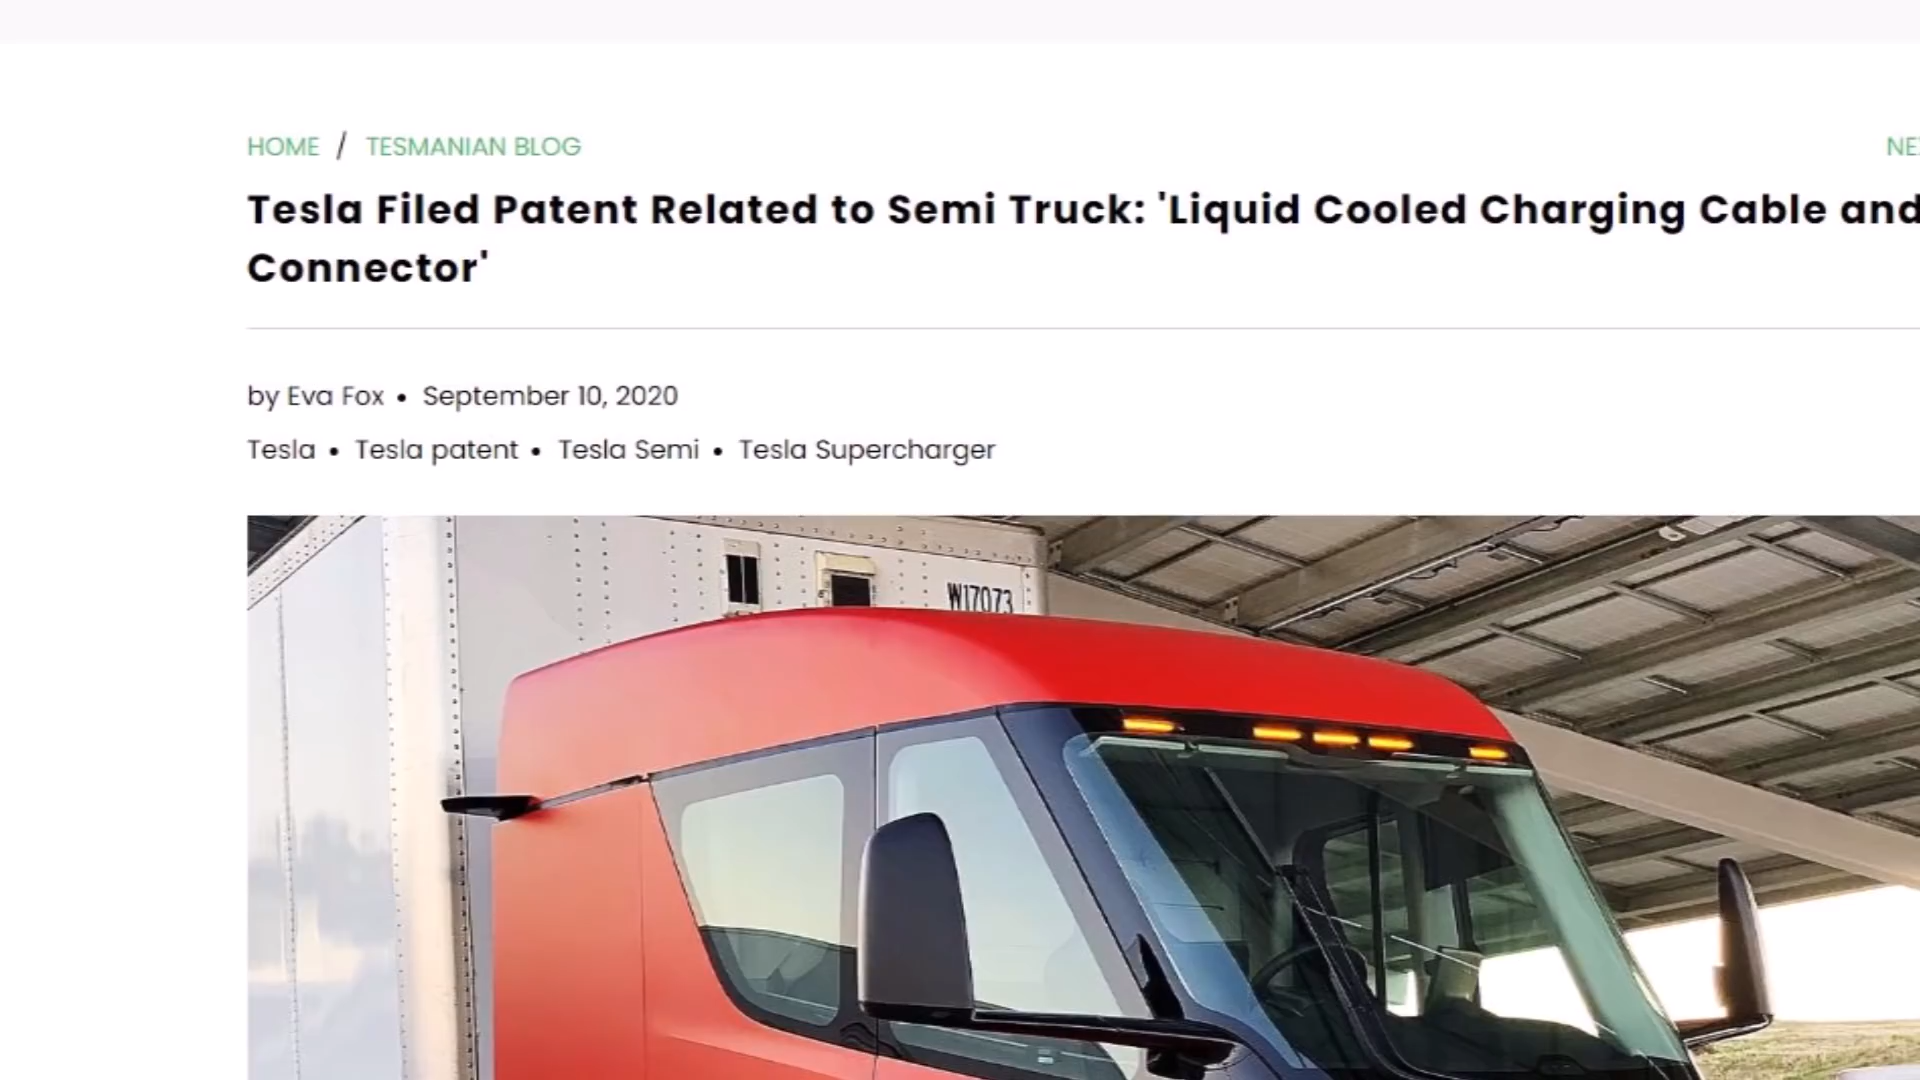 HOME / TESMANIAN BLOG
Tesla Filed Patent Related to Semi Truck: 'Liquid Cooled Charging Cable and
Connector'
by Eva Fox • September 10, 2020
Tesla • Tesla patent • Tesla Semi • Tesla Supercharger
W17073